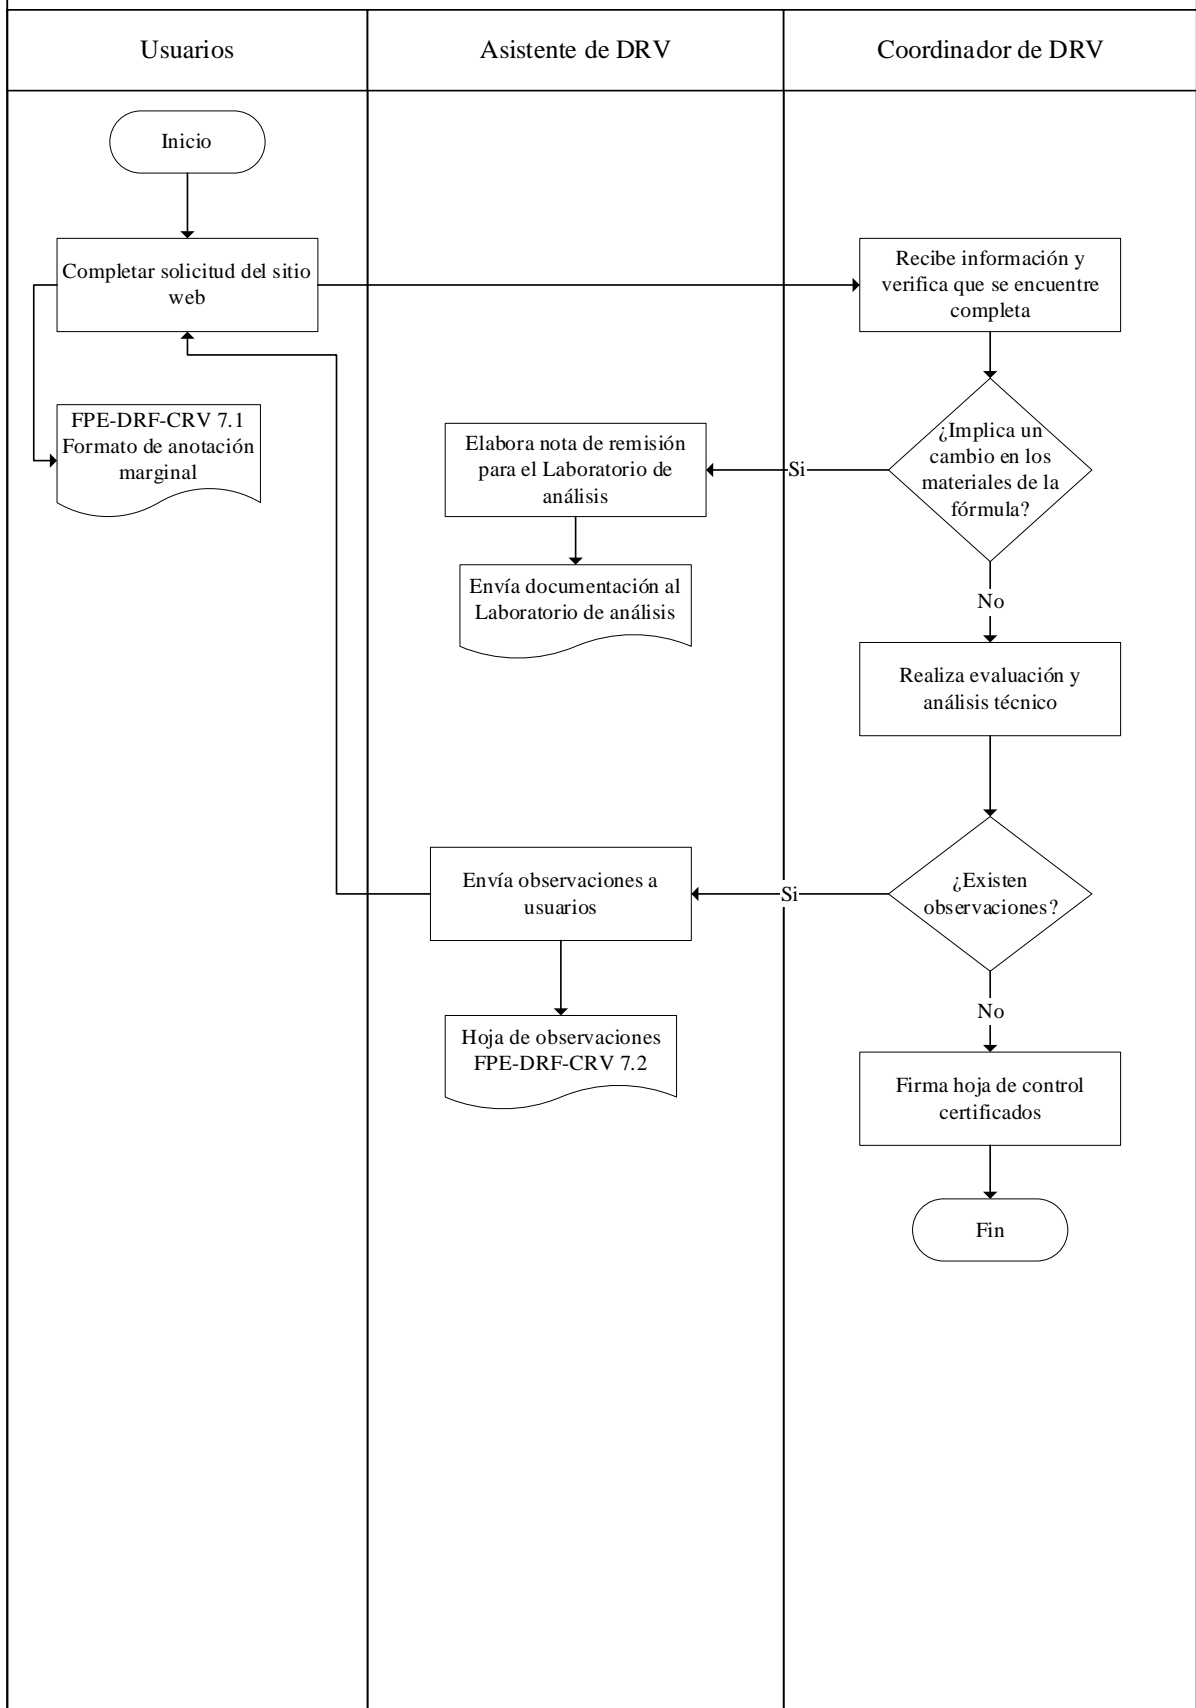 Usuarios
Asistente de DRV
Coordinador de DRV
Inicio
Completar solicitud del sitio
web
Recibe información y
verifica que se encuentre
completa
FPE-DRF-CRV 7.1
Formato de anotación
marginal
Elabora nota de remisión
para el Laboratorio de
análisis
Si
¿Implica un
cambio en los
materiales de la
fórmula?
Envía documentación al
Laboratorio de análisis
No
Realiza evaluación y
análisis técnico
Envía observaciones a
usuarios
Si
¿Existen
observaciones?
Hoja de observaciones
FPE-DRF-CRV 7.2
No
Firma hoja de control
certificados
Fin